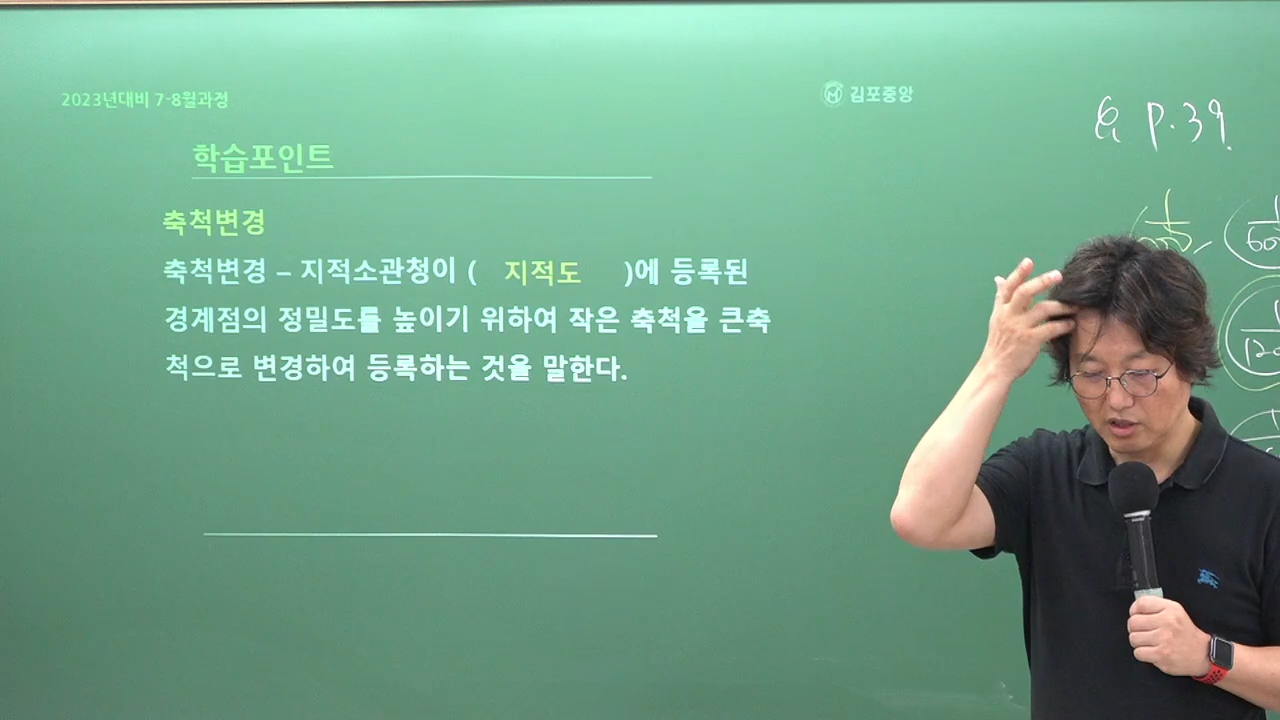 2023년대비 7-8월과정
김포중앙
P.39
학습포인트
축척변경
축척변경 – 지적소관청이 ( 지적도 )에 등록된
경계점의 정밀도를 높이기 위하여 작은 축척을 큰축
척으로 변경하여 등록하는 것을 말한다.